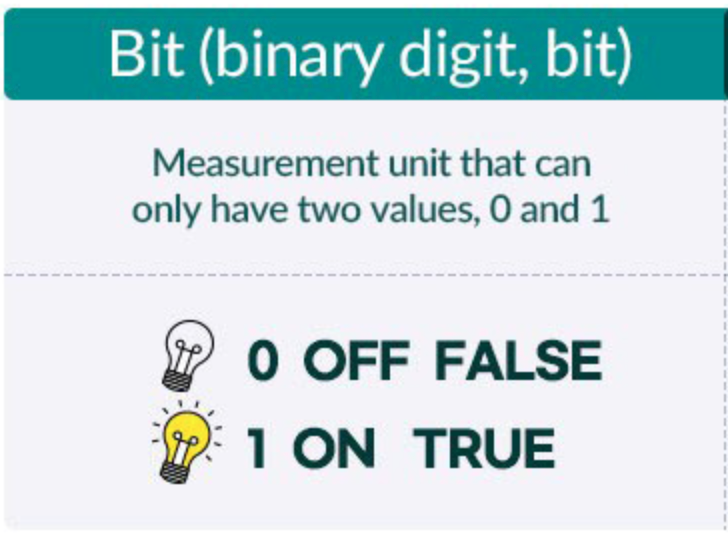 Bit (binary digit, bit)
Measurement unit that can
only have two values, 0 and 1
0 OFF FALSE
1 ON TRUE